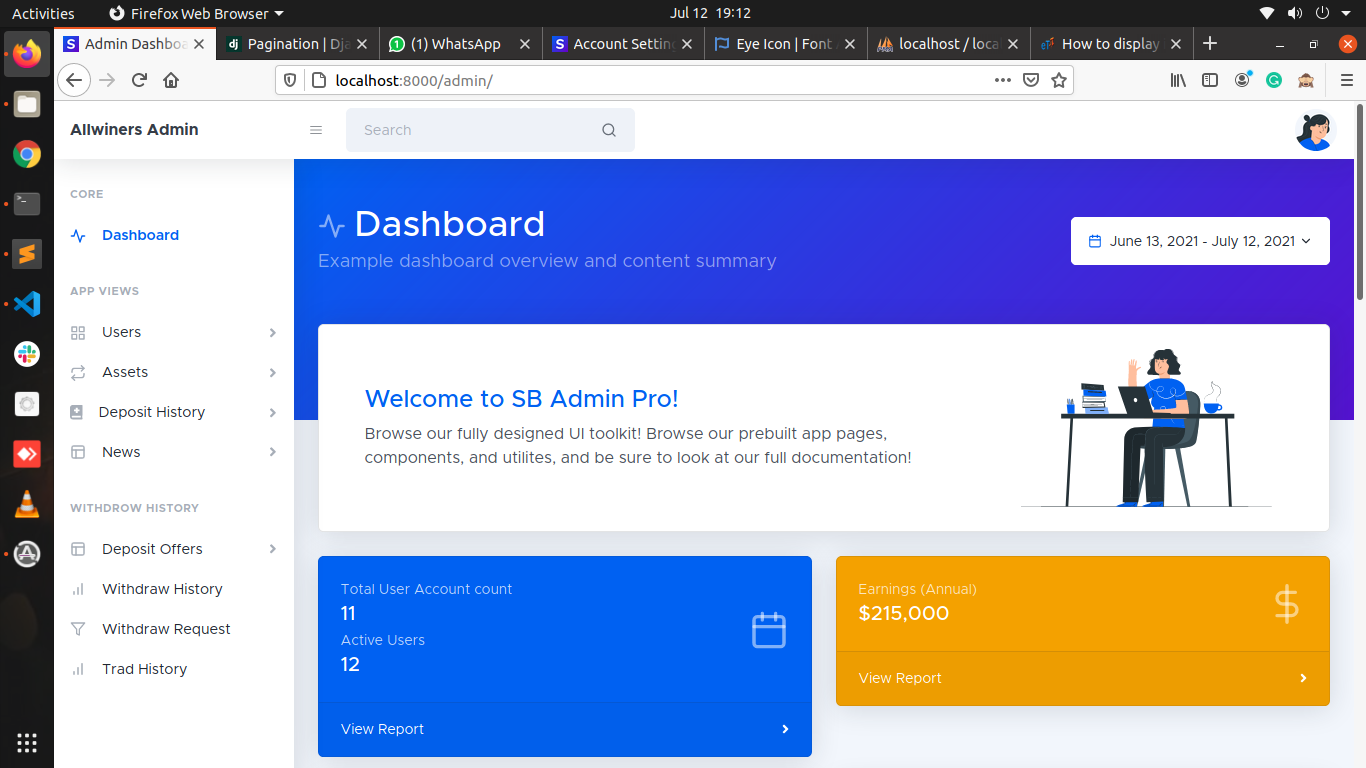 Activities
Firefox Web Browser
Jul 12 19:12
Admin Dashboa
Pagination | Dja
(1) WhatsApp
Account Setting
Eye Icon | Font A
localhost / loca
How to display
localhost:8000/admin/
Allwiners Admin
Search
CORE
Dashboard
APP VIEWS
Users
Assets
Deposit History
News
WITHDROW HISTORY
Deposit Offers
Withdraw History
Withdraw Request
Trad History
Dashboard
Example dashboard overview and content summary
June 13, 2021 - July 12, 2021
Welcome to SB Admin Pro!
Browse our fully designed UI toolkit! Browse our prebuilt app pages,
components, and utilites, and be sure to look at our full documentation!
Total User Account count
11
Active Users
12
View Report
Earnings (Annual)
$215,000
View Report